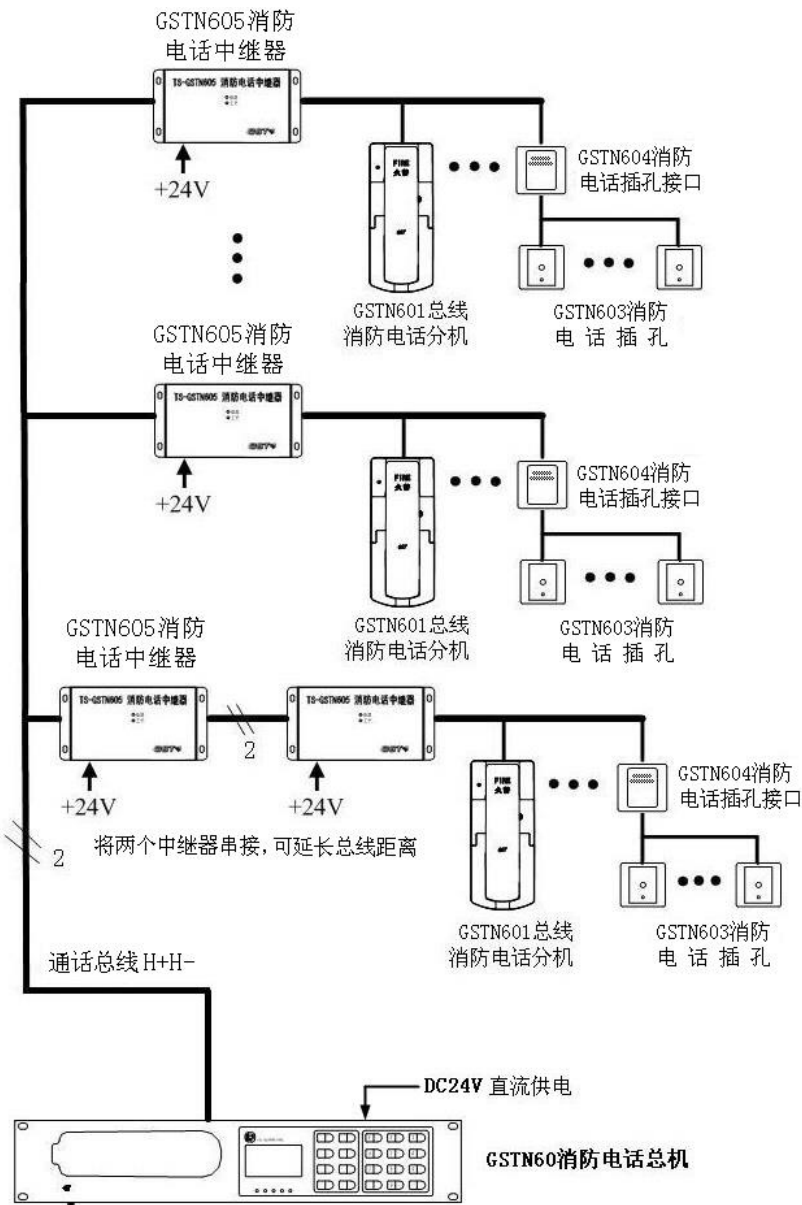 GSTN605消防
电话中继器
TS-GSTN605 消防电话中继器
+24V
FIRE
火警
GSTN604消防
电话插孔接口
GSTN601总线
消防电话分机
GSTN603消防
电 话 插 孔
GSTN605消防
电话中继器
TS-GSTN605 消防电话中继器
+24V
FIRE
火警
GSTN604消防
电话插孔接口
GSTN601总线
消防电话分机
GSTN603消防
电 话 插 孔
GSTN605消防
电话中继器
TS-GSTN605 消防电话中继器
TS-GSTN605 消防电话中继器
2
+24V
+24V
FIRE
火警
GSTN604消防
电话插孔接口
将两个中继器串接,可延长总线距离
2
GSTN601总线
消防电话分机
GSTN603消防
电 话 插 孔
通话总线H+H-
DC24V 直流供电
GSTN60消防电话总机